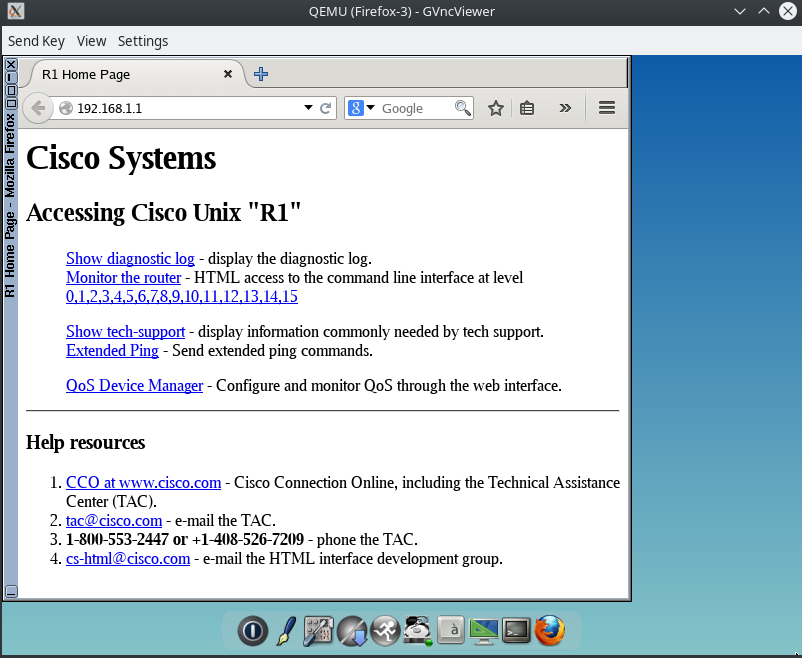 QEMU (Firefox-3) - GVncViewer
Send Key View Settings
R1 Home Page
R1 Home Page - Mozilla Firefox
192.168.1.1
8 Google
Cisco Systems
Accessing Cisco Unix "R1"
Show diagnostic log - display the diagnostic log.
Monitor the router - HTML access to the command line interface at level
0,1,2,3,4,5,6,7,8,9,10,11,12,13,14,15
Show tech-support - display information commonly needed by tech support.
Extended Ping - Send extended ping commands.
QoS Device Manager - Configure and monitor QoS through the web interface.
Help resources
1. CCO at www.cisco.com - Cisco Connection Online, including the Technical Assistance
Center (TAC).
2. tac@cisco.com - e-mail the TAC.
3. 1-800-553-2447 or +1-408-526-7209 - phone the TAC.
4. cs-html@cisco.com - e-mail the HTML interface development group.
à